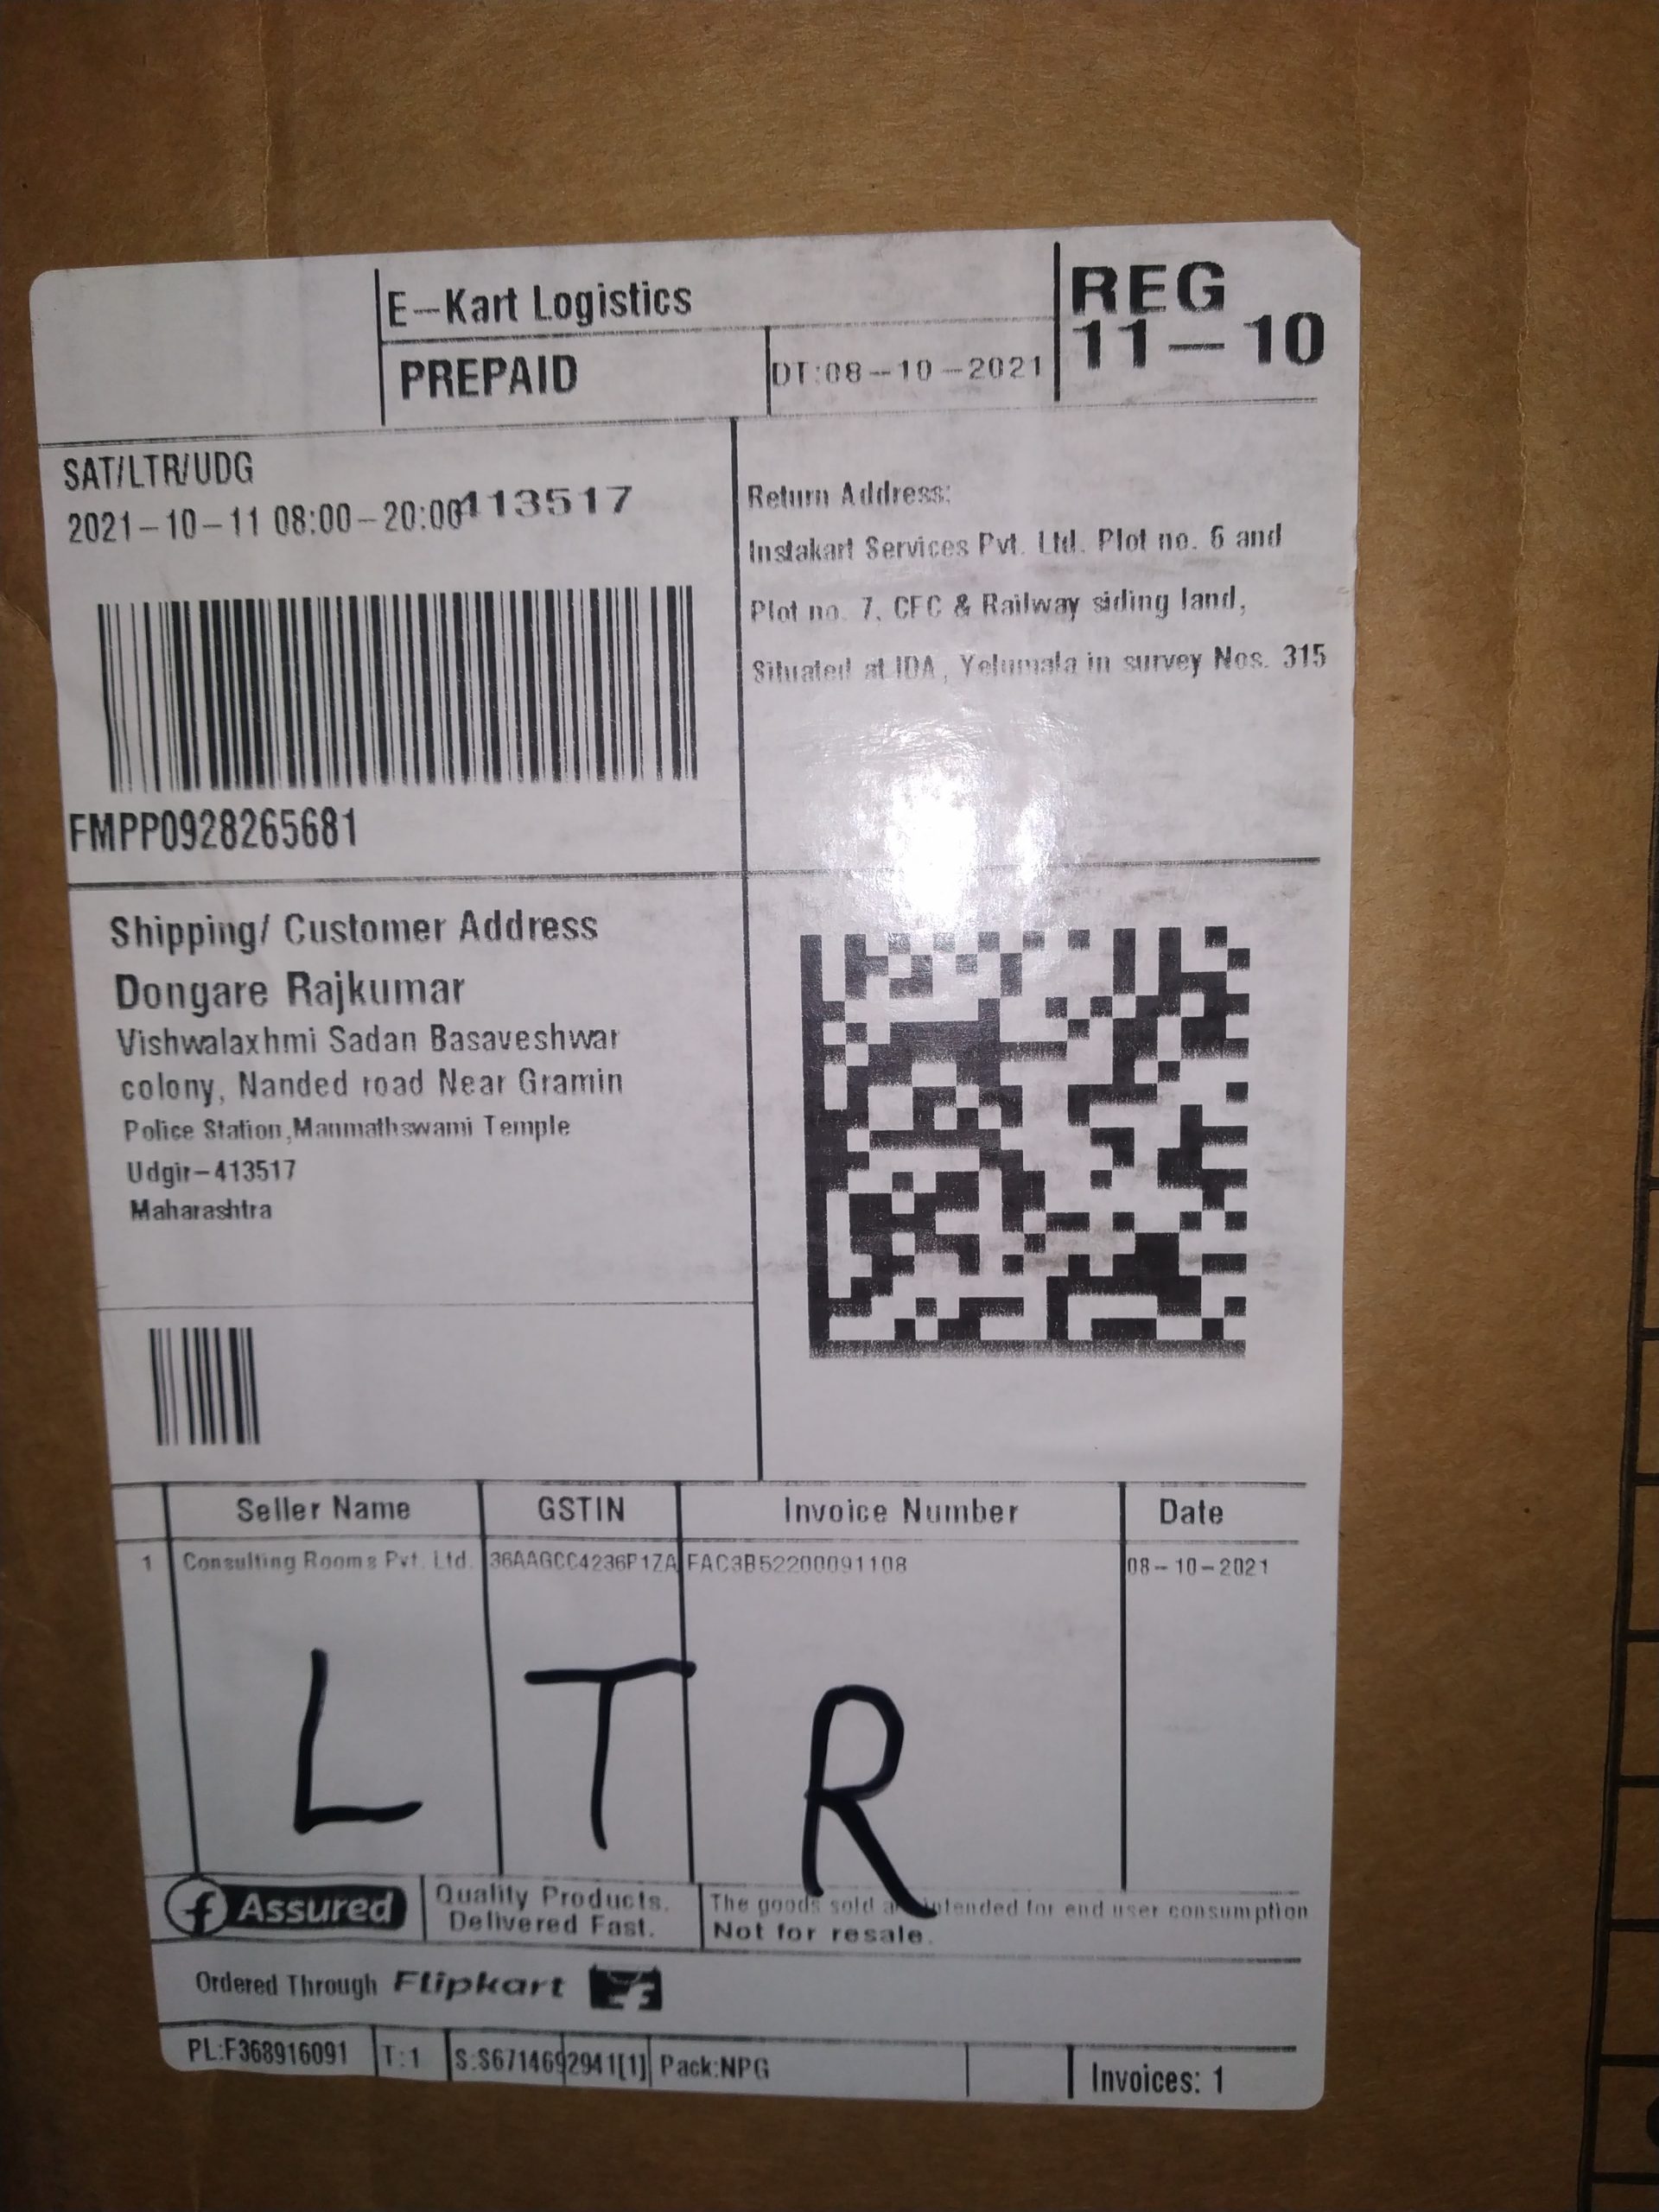 E-Kart Logistics
REG
11-10
PREPAID
DT:08-10-2021
SAT/LTR/UDG
2021-10-11 08:00-20:00
413517
FMPP0928265681
Return Address:
Instakart Services Pvt. Ltd. Plot no. 6 and
Plot no. 7, CFC & Railway siding land,
Situated at IDA, Yelumala in survey Nos. 315
Shipping/ Customer Address
Dongare Rajkumar
Vishwalaxhmi Sadan Basaveshwar
colony, Nanded road Near Gramin
Police Station,Manmathswami Temple
Udgir-413517
Maharashtra
Seller Name GSTIN Invoice Number Date
1 Consulting Rooms Pvt. Ltd. 36AAGCC4236P1ZA FAC3B52200091108 08-10-2021
L T R
f Assured
Quality Products.
Delivered Fast.
The goods sold intended for end user consumption
Not for resale.
Ordered Through Flipkart
PL:F368916091 T:1 S:S6714692941[1] Pack:NPG Invoices: 1